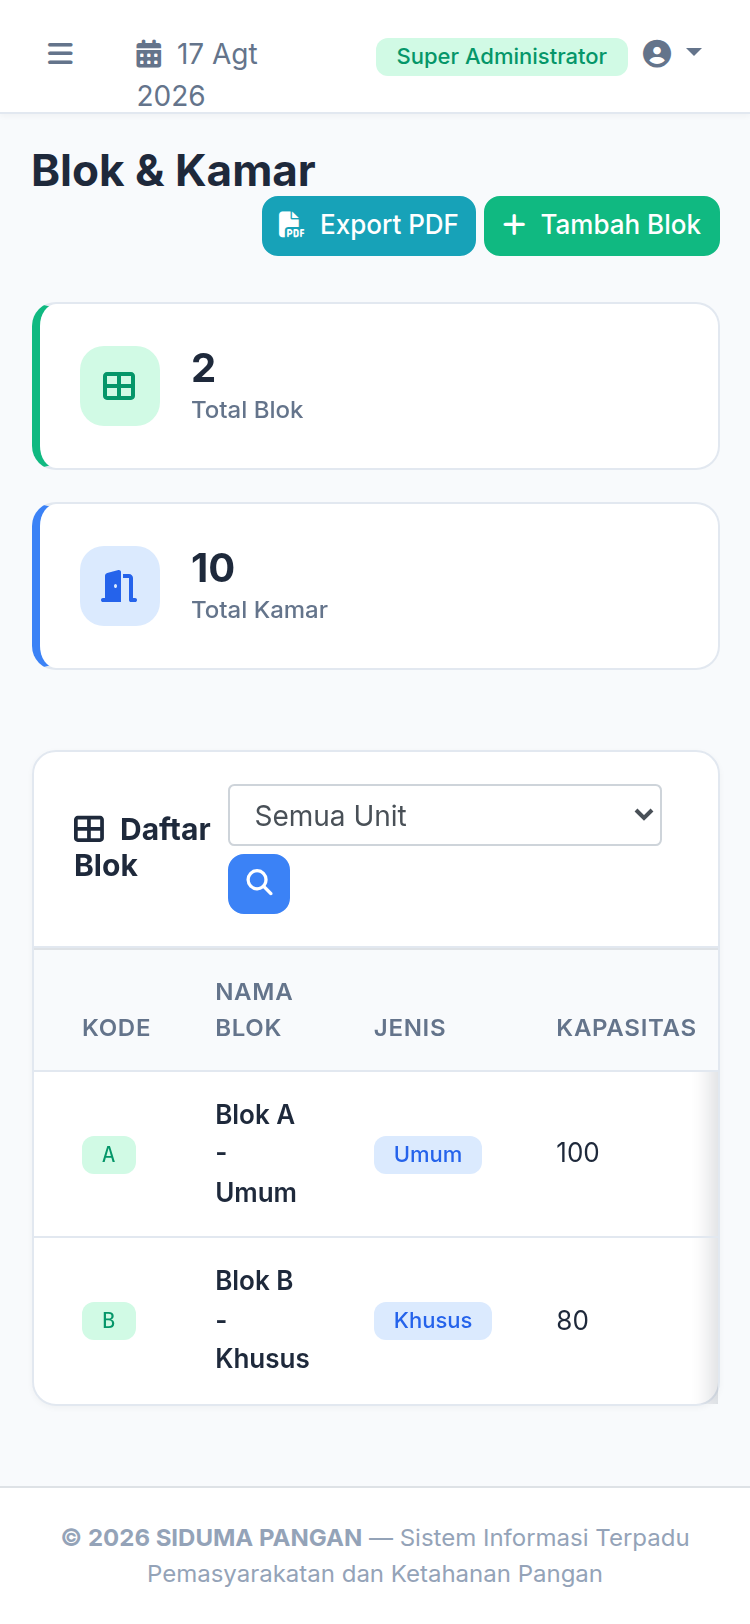 17 Agt
2026
Super Administrator
Blok & Kamar
PDF Export PDF
Tambah Blok
2
Total Blok
10
Total Kamar
Daftar
Blok
Semua Unit
KODE NAMA BLOK JENIS KAPASITAS
A
Blok A
-
Umum
Umum
100
B
Blok B
-
Khusus
Khusus
80
© 2026 SIDUMA PANGAN — Sistem Informasi Terpadu
Pemasyarakatan dan Ketahanan Pangan